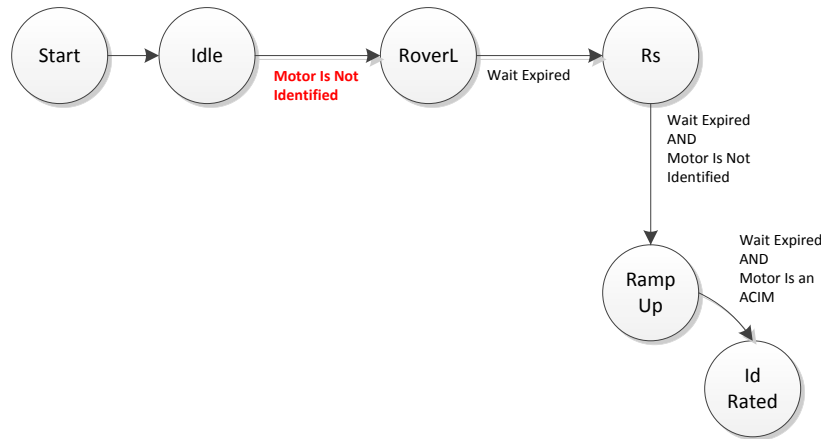 Start
Idle
Motor Is Not
Identified
RoverL
Wait Expired
Rs
Wait Expired
AND
Motor Is Not
Identified
Ramp
Up
Wait Expired
AND
Motor Is an
ACIM
Id
Rated